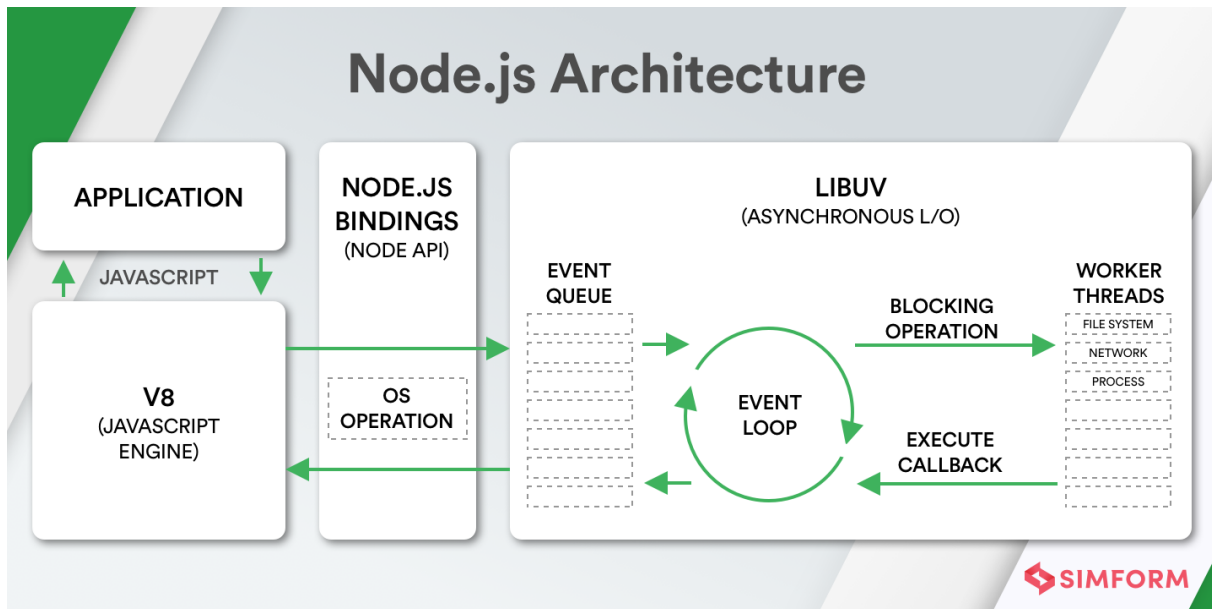 Node.js Architecture
APPLICATION
JAVASCRIPT
V8
(JAVASCRIPT
ENGINE)
NODE.JS
BINDINGS
(NODE API)
OS
OPERATION
LIBUV
(ASYNCHRONOUS L/O)
EVENT
QUEUE
EVENT
LOOP
BLOCKING
OPERATION
EXECUTE
CALLBACK
WORKER
THREADS
FILE SYSTEM
NETWORK
PROCESS
SIMFORM